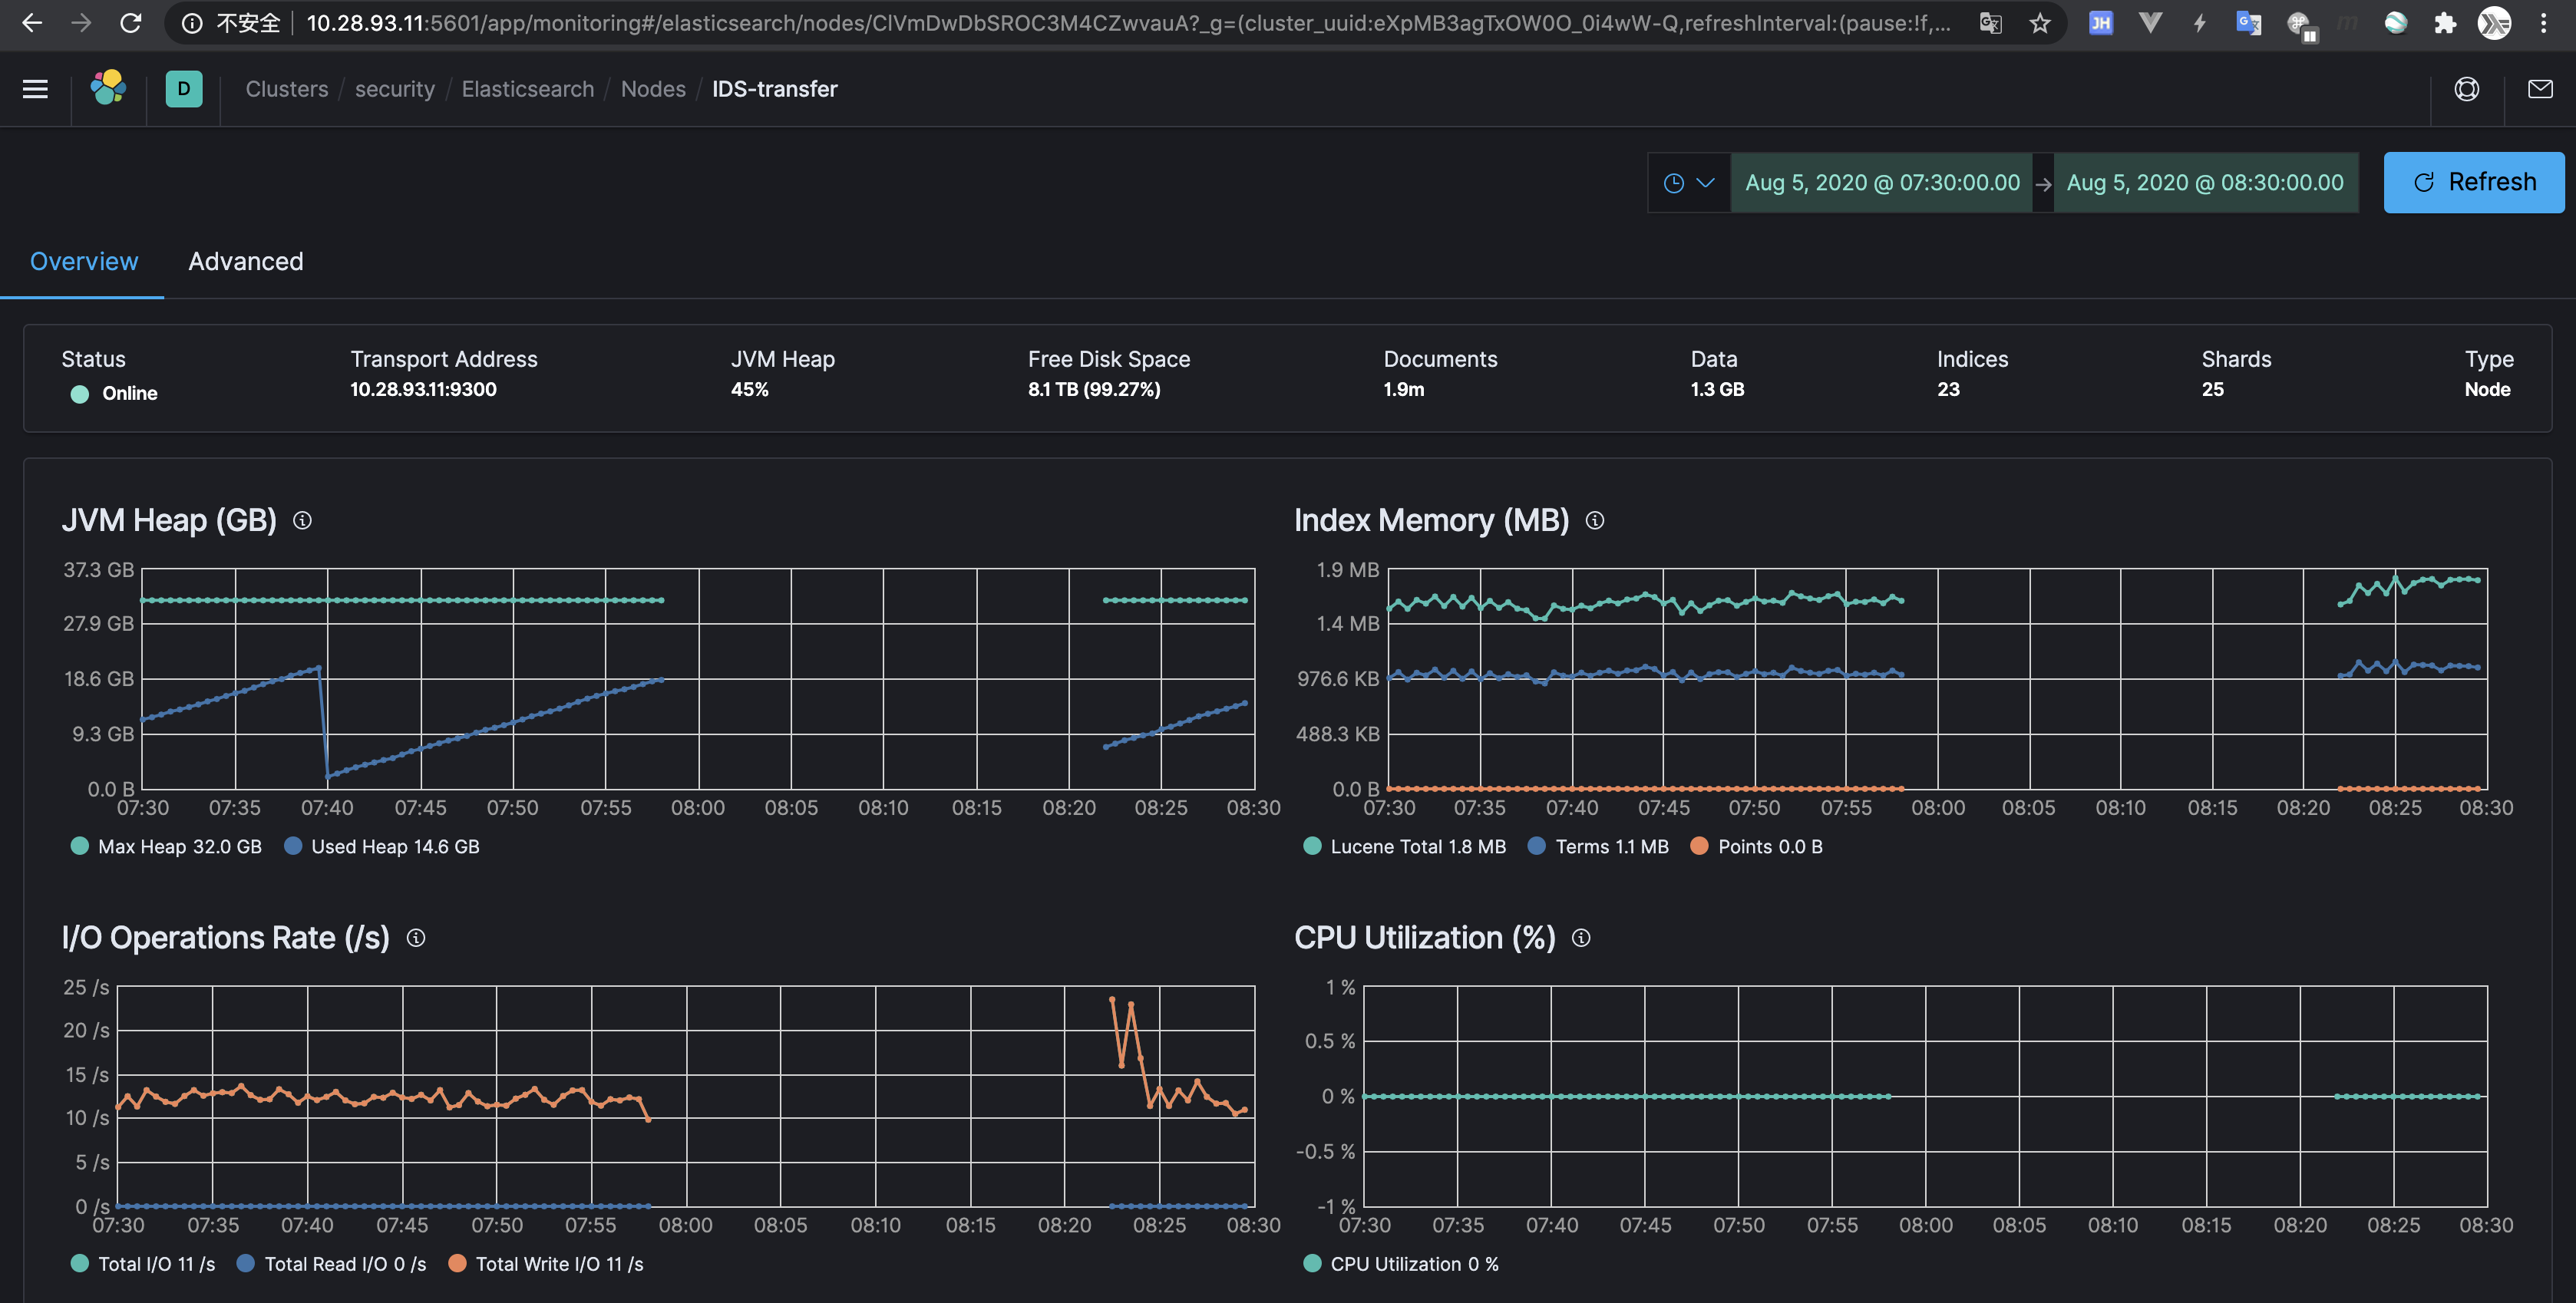 不安全 10.28.93.11:5601/app/monitoring#/elasticsearch/nodes/ClVmDwDbSROC3M4CZwvauA?_g=(cluster_uuid:eXpMB3agTxOW0O_0i4wW-Q,refreshInterval:(pause:!f,...
JH
D Clusters / security / Elasticsearch / Nodes / IDS-transfer
Aug 5, 2020 @ 07:30:00.00 → Aug 5, 2020 @ 08:30:00.00 Refresh
Overview Advanced
Status Transport Address JVM Heap Free Disk Space Documents Data Indices Shards Type
Online 10.28.93.11:9300 45% 8.1 TB (99.27%) 1.9m 1.3 GB 23 25 Node
JVM Heap (GB)
37.3 GB
27.9 GB
18.6 GB
9.3 GB
0.0 B
07:30 07:35 07:40 07:45 07:50 07:55 08:00 08:05 08:10 08:15 08:20 08:25 08:30
Max Heap 32.0 GB Used Heap 14.6 GB
Index Memory (MB)
1.9 MB
1.4 MB
976.6 KB
488.3 KB
0.0 B
07:30 07:35 07:40 07:45 07:50 07:55 08:00 08:05 08:10 08:15 08:20 08:25 08:30
Lucene Total 1.8 MB Terms 1.1 MB Points 0.0 B
I/O Operations Rate (/s)
25 /s
20 /s
15 /s
10 /s
5 /s
0 /s
07:30 07:35 07:40 07:45 07:50 07:55 08:00 08:05 08:10 08:15 08:20 08:25 08:30
Total I/O 11 /s Total Read I/O 0 /s Total Write I/O 11 /s
CPU Utilization (%)
1 %
0.5 %
0 %
-0.5 %
-1 %
07:30 07:35 07:40 07:45 07:50 07:55 08:00 08:05 08:10 08:15 08:20 08:25 08:30
CPU Utilization 0 %